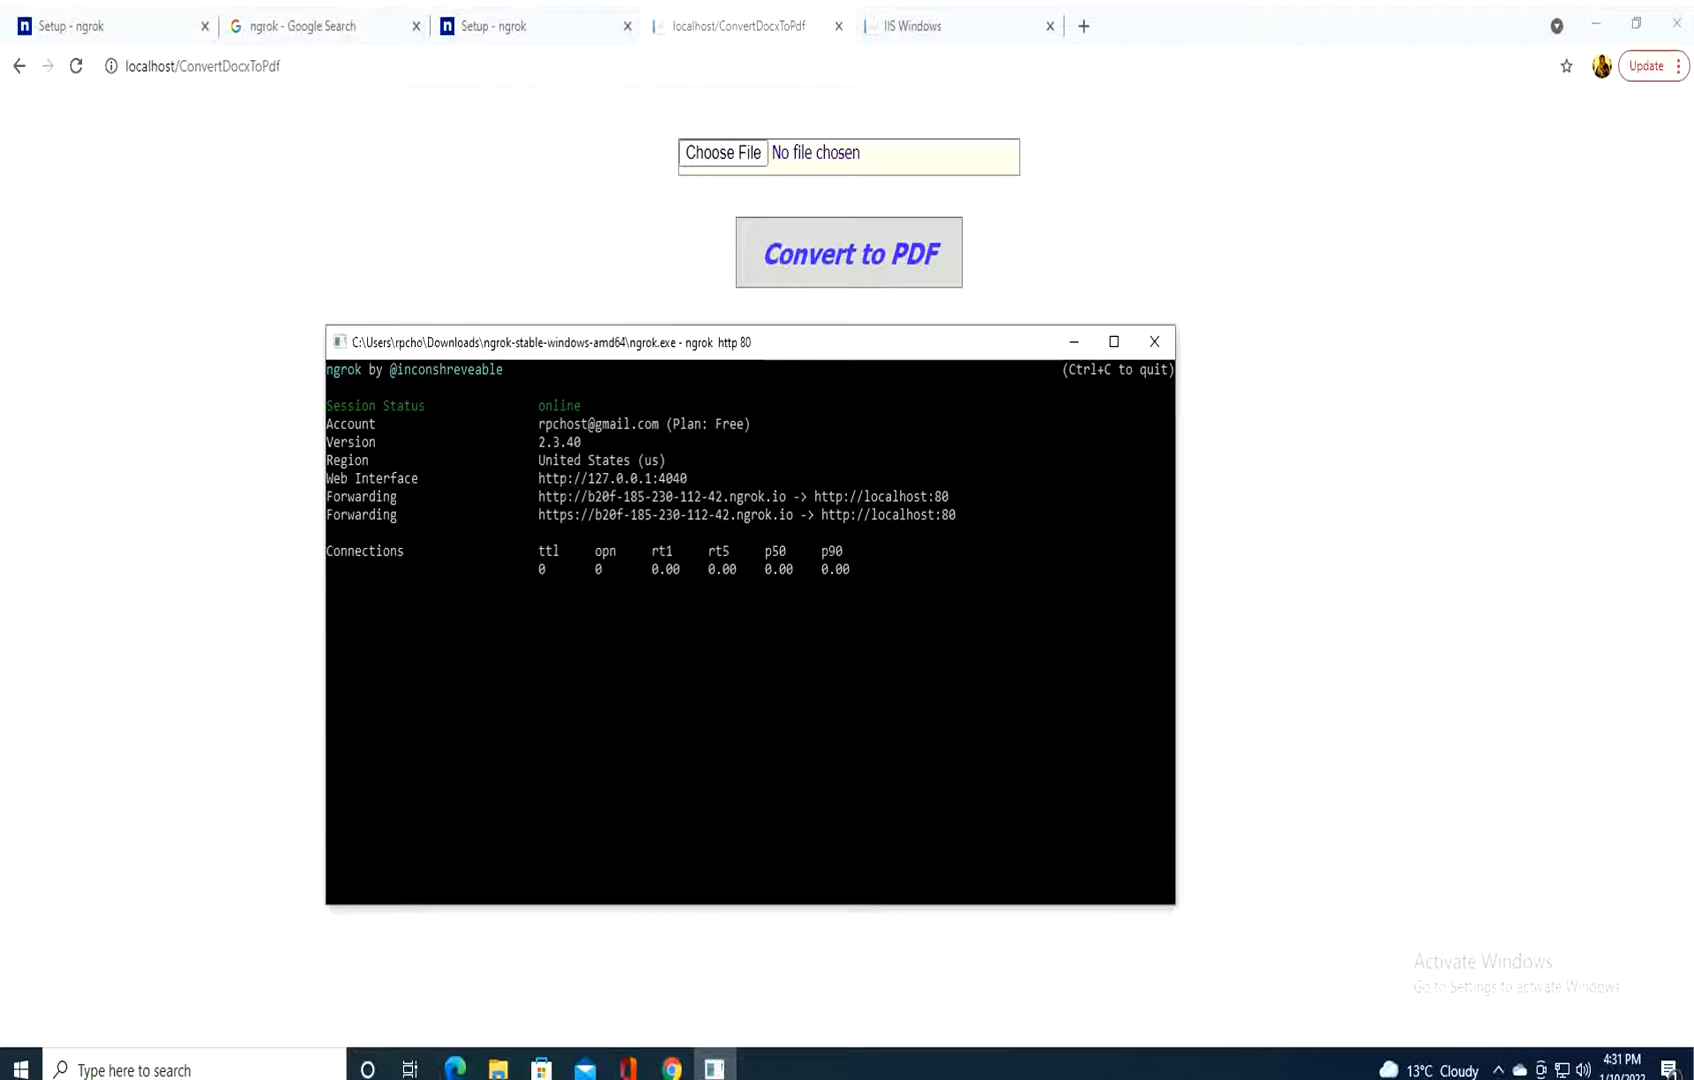 Setup - ngrok
ngrok - Google Search
Setup - ngrok
localhost/ConvertDocxToPdf
IIS Windows
localhost/ConvertDocxToPdf
Update
Choose File No file chosen
Convert to PDF
C:\Users\rpcho\Downloads\ngrok-stable-windows-amd64\ngrok.exe - ngrok http 80
ngrok by @inconshreveable (Ctrl+C to quit)
Session Status online
Account rpchost@gmail.com (Plan: Free)
Version 2.3.40
Region United States (us)
Web Interface http://127.0.0.1:4040
Forwarding http://b20f-185-230-112-42.ngrok.io -> http://localhost:80
Forwarding https://b20f-185-230-112-42.ngrok.io -> http://localhost:80
Connections ttl opn rt1 rt5 p50 p90
0 0 0.00 0.00 0.00 0.00
Activate Windows
Go to Settings to activate Windows.
Type here to search
13°C Cloudy
4:31 PM
1/10/2022